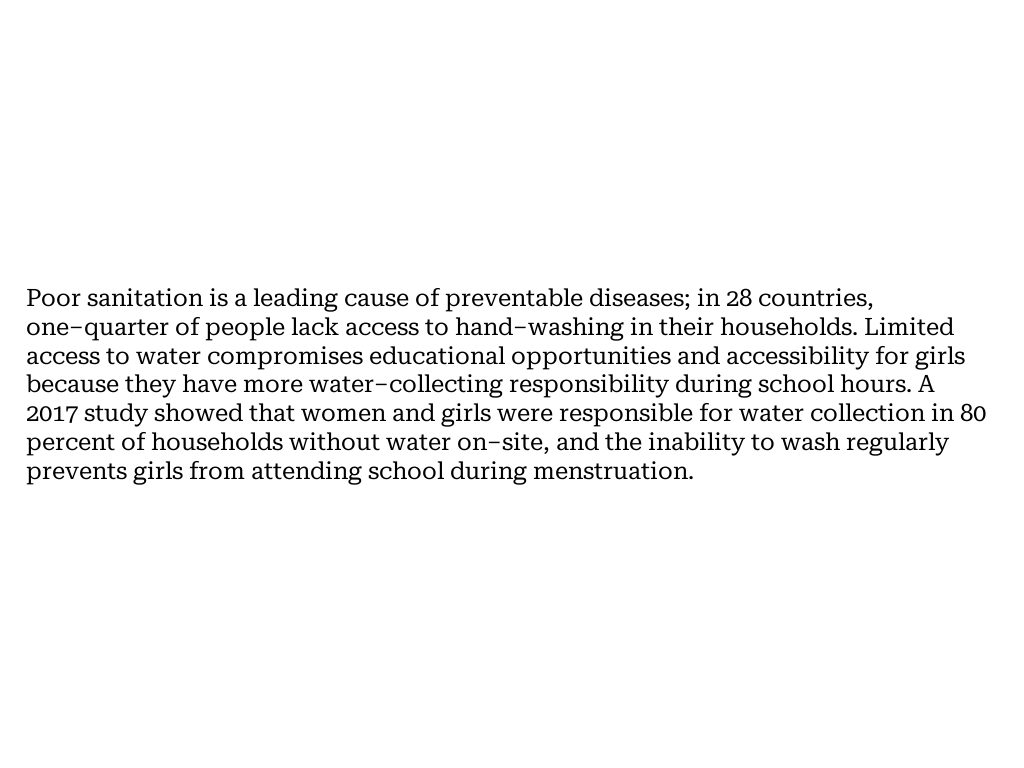 Poor sanitation is a leading cause of preventable diseases; in 28 countries,
one-quarter of people lack access to hand-washing in their households. Limited
access to water compromises educational opportunities and accessibility for girls
because they have more water-collecting responsibility during school hours. A
2017 study showed that women and girls were responsible for water collection in 80
percent of households without water on-site, and the inability to wash regularly
prevents girls from attending school during menstruation.